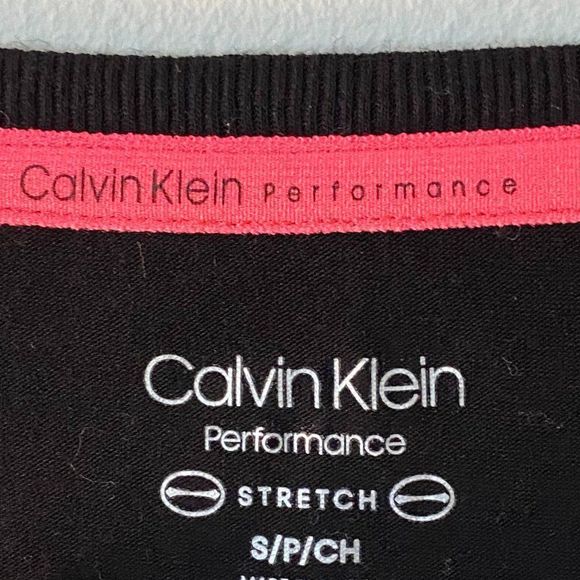 Calvin Klein Performance
Calvin Klein
Performance
STRETCH
S/P/CH